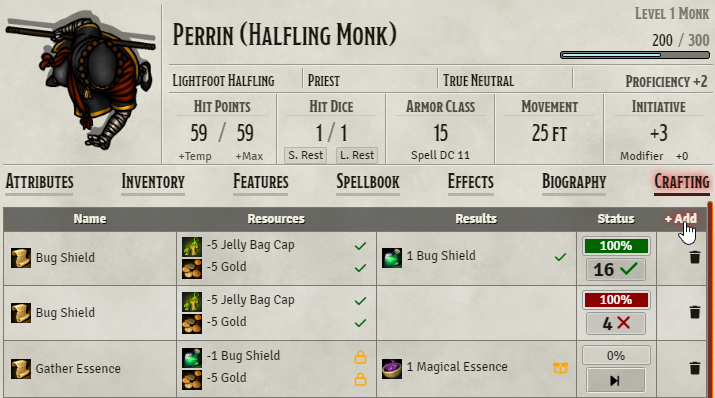 Perrin (Halfling Monk)
Level 1 Monk
200 / 300
Lightfoot Halfling
Priest
True Neutral
Proficiency +2
Hit Points
59 / 59
+Temp +Max
Hit Dice
1 / 1
S. Rest L. Rest
Armor Class
15
Spell DC 11
Movement
25 ft
Initiative
+3
Modifier +0
Attributes Inventory Features Spellbook Effects Biography Crafting
Name Resources Results Status + Add
Bug Shield
-5 Jelly Bag Cap
-5 Gold
1 Bug Shield
100%
16
Bug Shield
-5 Jelly Bag Cap
-5 Gold
100%
4
Gather Essence
-1 Bug Shield
-5 Gold
1 Magical Essence
0%